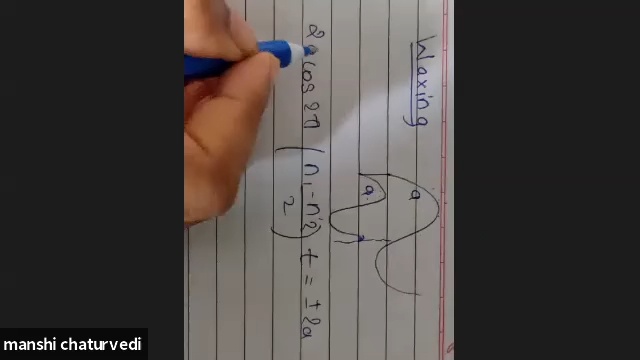 Waxing
a
a
2a cos 2π (n₁ - n₂ / 2) t = ± 2a
manshi chaturvedi